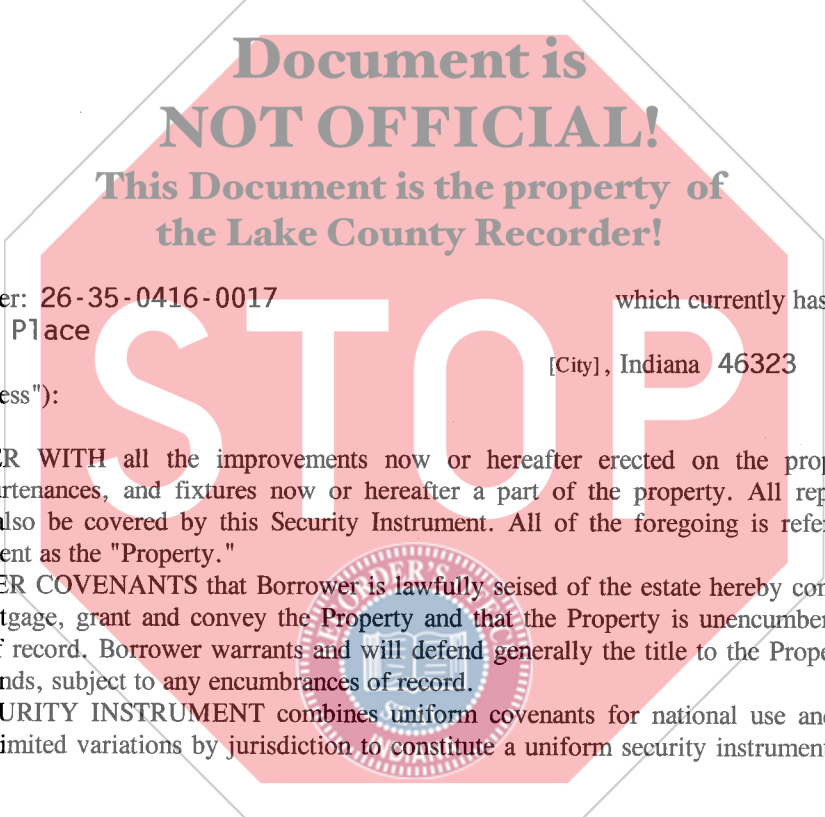 Document is
NOT OFFICIAL!
This Document is the property of
the Lake County Recorder!
er: 26-35-0416-0017 which currently has
Place
[City], Indiana 46323
ess"):
STOP
ER WITH all the improvements now or hereafter erected on the prop
rtenances, and fixtures now or hereafter a part of the property. All rep
also be covered by this Security Instrument. All of the foregoing is refer
ent as the "Property."
ER COVENANTS that Borrower is lawfully seised of the estate hereby con
tgage, grant and convey the Property and that the Property is unencumber
f record. Borrower warrants and will defend generally the title to the Prope
nds, subject to any encumbrances of record.
URITY INSTRUMENT combines uniform covenants for national use and
imited variations by jurisdiction to constitute a uniform security instrument